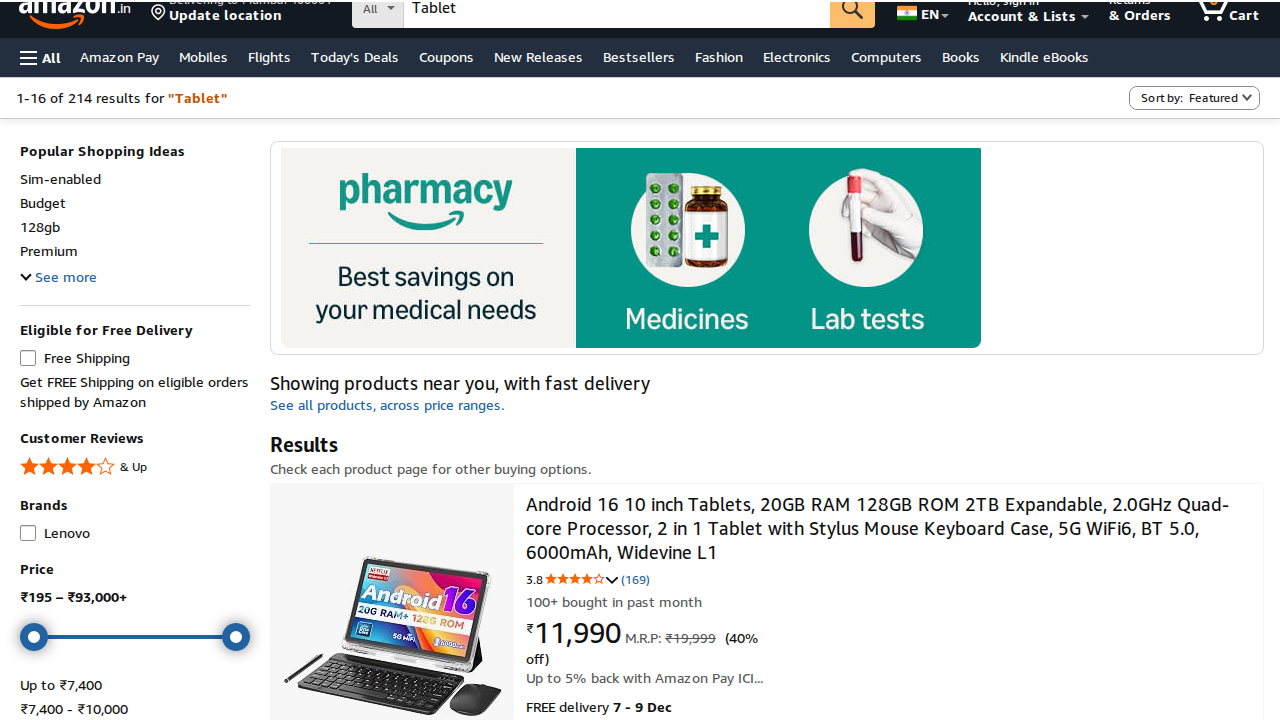 amazon.in
Update location
All
Tablet
EN
Account & Lists
& Orders
Cart
All
Amazon Pay
Mobiles
Flights
Today's Deals
Coupons
New Releases
Bestsellers
Fashion
Electronics
Computers
Books
Kindle eBooks
1-16 of 214 results for "Tablet"
Sort by: Featured
Popular Shopping Ideas
Sim-enabled
Budget
128gb
Premium
See more
Eligible for Free Delivery
Free Shipping
Get FREE Shipping on eligible orders
shipped by Amazon
Customer Reviews
& Up
Brands
Lenovo
Price
₹195 – ₹93,000+
Up to ₹7,400
₹7,400 - ₹10,000
pharmacy
Best savings on
your medical needs
Medicines
Lab tests
Showing products near you, with fast delivery
See all products, across price ranges.
Results
Check each product page for other buying options.
NETFLIX
Android 16
20G RAM+ 128G ROM
5G WiFi
6000mAh
Android 16 10 inch Tablets, 20GB RAM 128GB ROM 2TB Expandable, 2.0GHz Quad-
core Processor, 2 in 1 Tablet with Stylus Mouse Keyboard Case, 5G WiFi6, BT 5.0,
6000mAh, Widevine L1
3.8 (169)
100+ bought in past month
₹11,990 M.R.P: ₹19,999 (40%
off)
Up to 5% back with Amazon Pay ICI...
FREE delivery 7 - 9 Dec